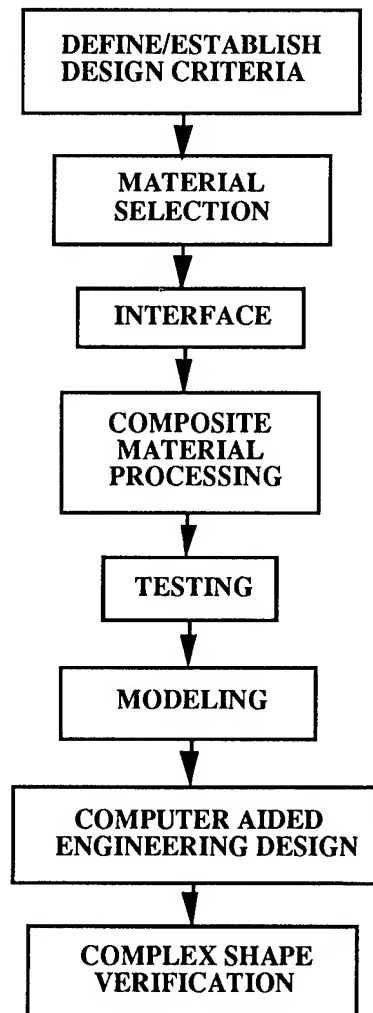 DEFINE/ESTABLISH
DESIGN CRITERIA
MATERIAL
SELECTION
INTERFACE
COMPOSITE
MATERIAL
PROCESSING
TESTING
MODELING
COMPUTER AIDED
ENGINEERING DESIGN
COMPLEX SHAPE
VERIFICATION